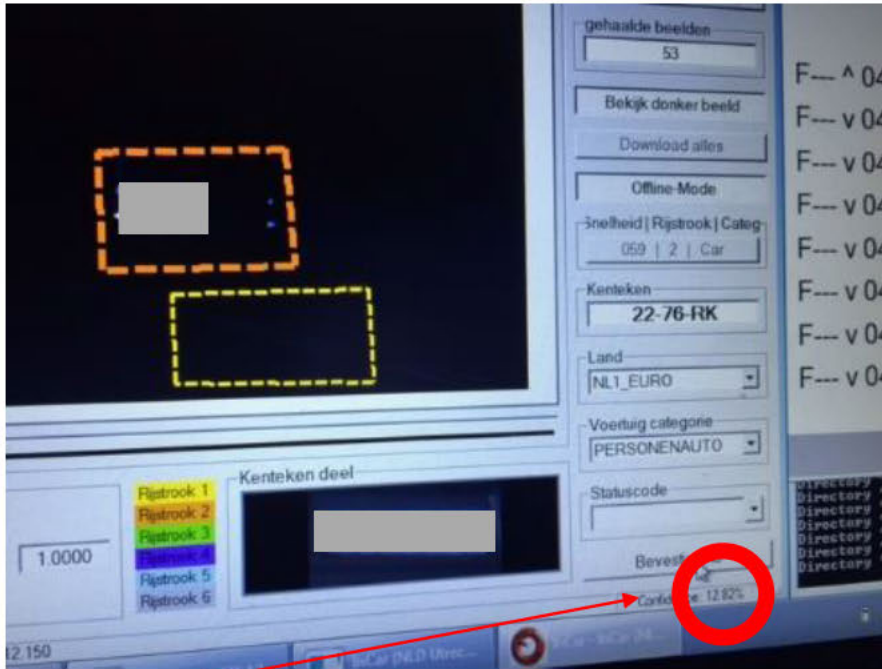 gehaalde beelden
53
Bekijk donker beeld
Download alles
Offline-Mode
Snelheid | Rijstrook | Categ
059 | 2 | Car
Kenteken
22-76-RK
Land
NL1_EURO
Voertuig categorie
PERSONENAUTO
Statuscode
Confidence: 12.82%
Kenteken deel
Rijstrook 1
Rijstrook 2
Rijstrook 3
Rijstrook 4
Rijstrook 5
Rijstrook 6
1.0000
12.150
F--- ^ 04
F--- v 04
F--- v 04
F--- v 04
F--- v 04
F--- v 04
F--- v 04
F--- v 04
Directory
Directory
Directory
Directory
Directory
Directory